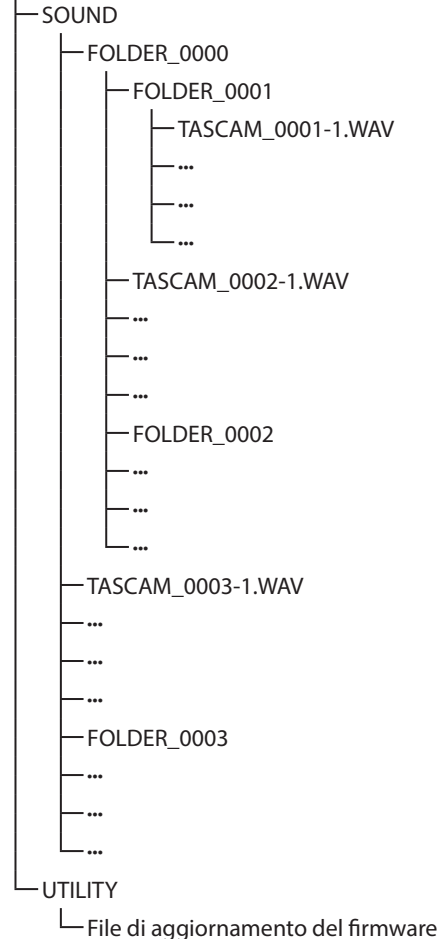 SOUND
FOLDER_0000
FOLDER_0001
TASCAM_0001-1.WAV
...
...
...
TASCAM_0002-1.WAV
...
...
...
FOLDER_0002
...
...
...
TASCAM_0003-1.WAV
...
...
...
FOLDER_0003
...
...
...
UTILITY
File di aggiornamento del firmware